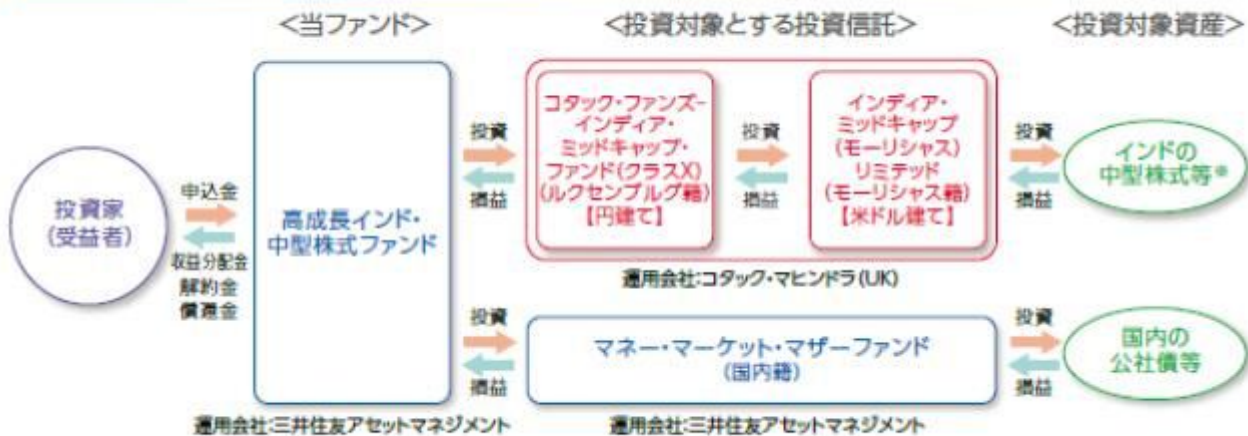 <当ファンド>
<投資対象とする投資信託>
<投資対象資産>
投資家
(受益者)
申込金
収益分配金
解約金
償還金
高成長インド・
中型株式ファンド
投資
損益
コタック・ファンズ-
インディア・
ミッドキャップ・
ファンド(クラスX)
(ルクセンブルグ籍)
【円建て】
投資
損益
インディア・
ミッドキャップ
(モーリシャス)
リミテッド
(モーリシャス籍)
【米ドル建て】
投資
損益
インドの
中型株式等※
運用会社:コタック・マヒンドラ(UK)
投資
損益
マネー・マーケット・マザーファンド
(国内籍)
投資
損益
国内の
公社債等
運用会社:三井住友アセットマネジメント
運用会社:三井住友アセットマネジメント